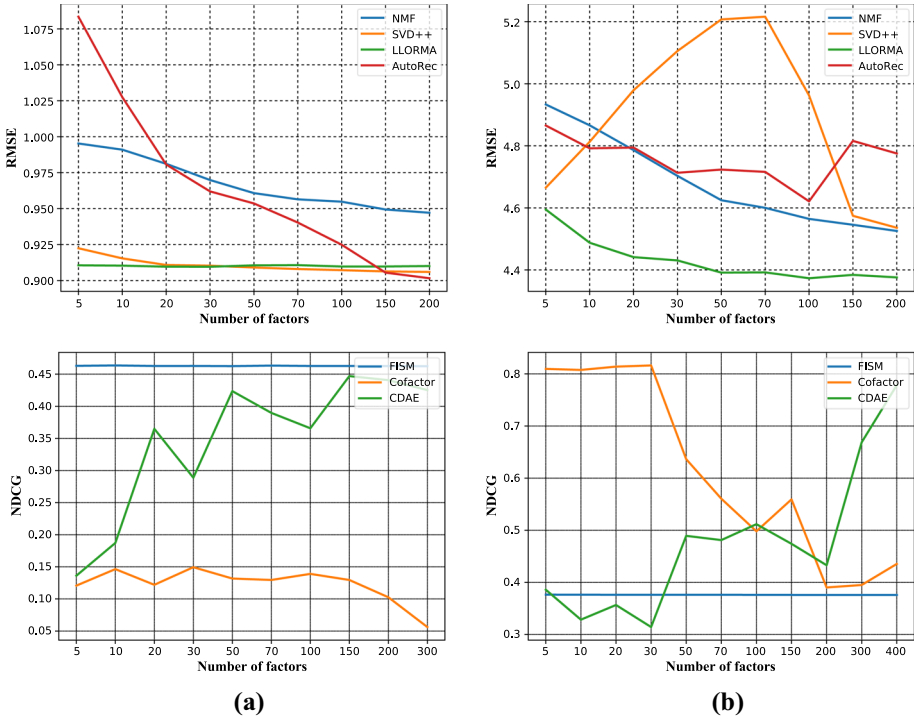 NMF
SVD++
LLORMA
AutoRec
1.075
1.050
1.025
1.000
0.975
0.950
0.925
0.900
RMSE
5 10 20 30 50 70 100 150 200
Number of factors
NMF
SVD++
LLORMA
AutoRec
5.2
5.0
4.8
4.6
4.4
RMSE
5 10 20 30 50 70 100 150 200
Number of factors
FISM
Cofactor
CDAE
0.45
0.40
0.35
0.30
0.25
0.20
0.15
0.10
0.05
NDCG
5 10 20 30 50 70 100 150 200 300
Number of factors
FISM
Cofactor
CDAE
0.8
0.7
0.6
0.5
0.4
0.3
NDCG
5 10 20 30 50 70 100 150 200 300 400
Number of factors
(a)
(b)